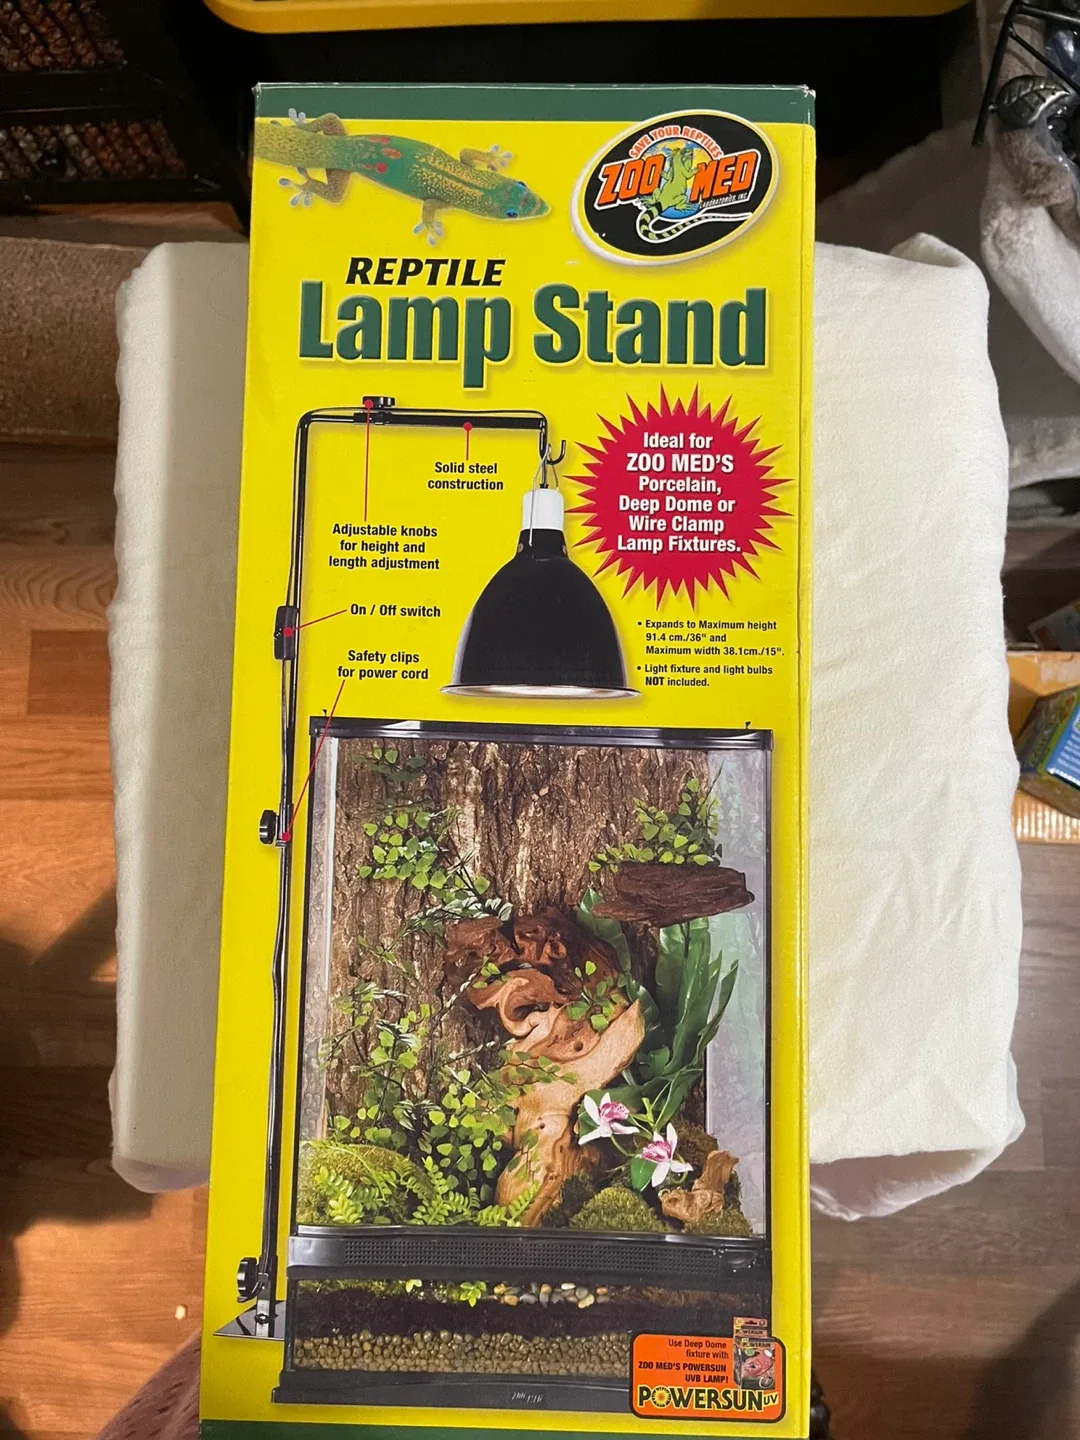 SAVE YOUR REPTILES
ZOO MED
LABORATORIES, INC.
REPTILE
Lamp Stand
Ideal for
ZOO MED'S
Porcelain,
Deep Dome or
Wire Clamp
Lamp Fixtures.
Solid steel
construction
Adjustable knobs
for height and
length adjustment
On / Off switch
Safety clips
for power cord
• Expands to Maximum height
91.4 cm./36" and
Maximum width 38.1cm./15".
• Light fixture and light bulbs
NOT included.
Use Deep Dome
fixture with
ZOO MED'S POWERSUN
UVB LAMP!
POWERSUN UV